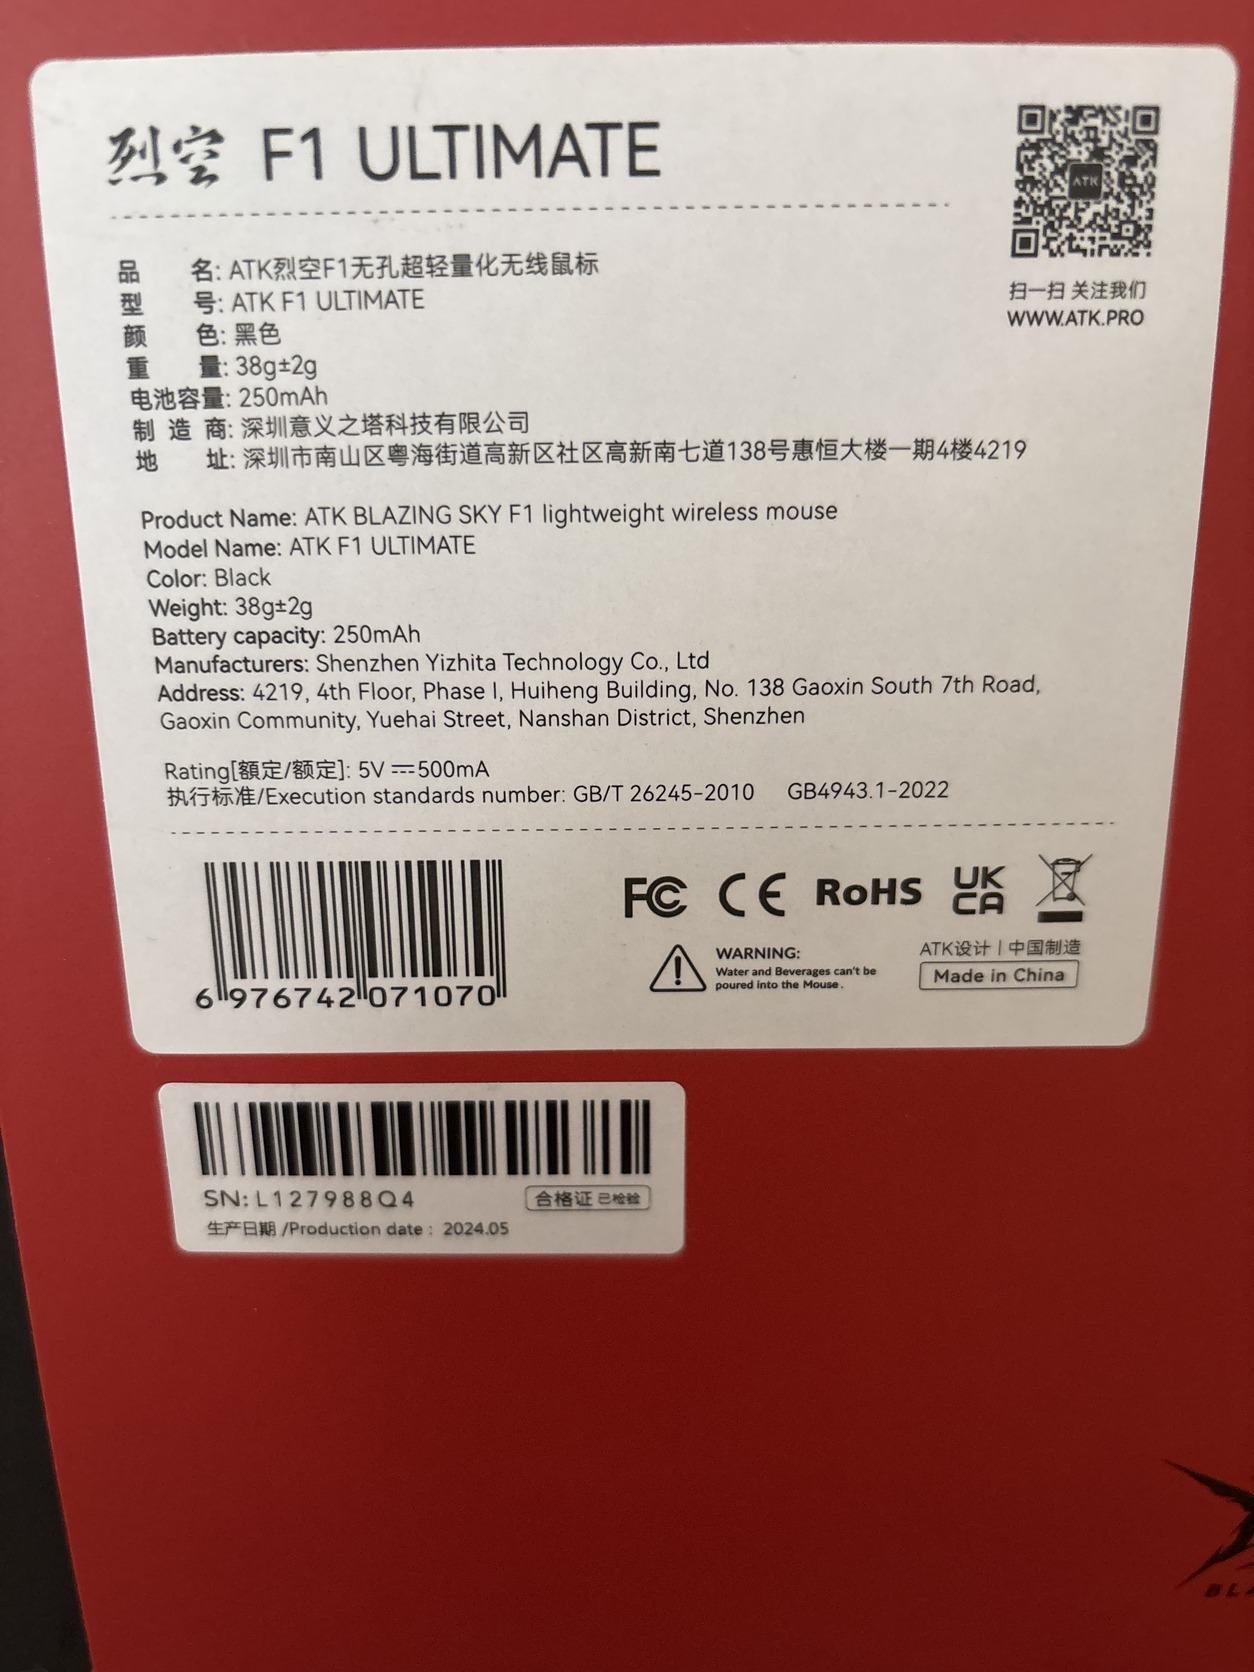 烈空 F1 ULTIMATE
ATK
扫一扫 关注我们
WWW.ATK.PRO
品 名: ATK烈空F1无孔超轻量化无线鼠标
型 号: ATK F1 ULTIMATE
颜 色: 黑色
重 量: 38g±2g
电池容量: 250mAh
制 造 商: 深圳意义之塔科技有限公司
地 址: 深圳市南山区粤海街道高新区社区高新南七道138号惠恒大楼一期4楼4219
Product Name: ATK BLAZING SKY F1 lightweight wireless mouse
Model Name: ATK F1 ULTIMATE
Color: Black
Weight: 38g±2g
Battery capacity: 250mAh
Manufacturers: Shenzhen Yizhita Technology Co., Ltd
Address: 4219, 4th Floor, Phase I, Huiheng Building, No. 138 Gaoxin South 7th Road,
Gaoxin Community, Yuehai Street, Nanshan District, Shenzhen
Rating[額定/额定]: 5V ⎓500mA
执行标准/Execution standards number: GB/T 26245-2010 GB4943.1-2022
6 976742 071070
FC CE RoHS UK CA
WARNING:
Water and Beverages can't be
poured into the Mouse.
ATK设计 | 中国制造
Made in China
SN: L127988Q4
合格证 已检验
生产日期 /Production date : 2024.05